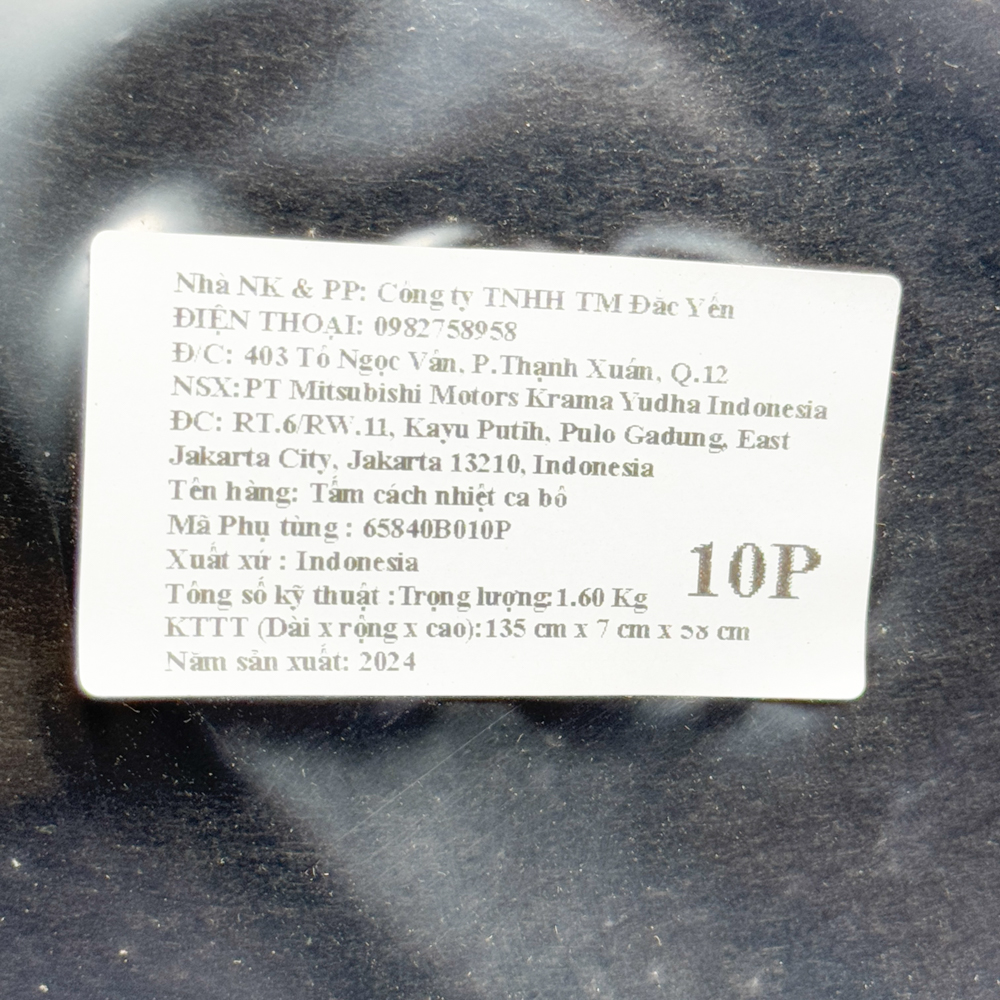 Nhà NK & PP: Công ty TNHH TM Đắc Yến
ĐIỆN THOẠI: 0982758958
Đ/C: 403 Tô Ngọc Vân, P.Thạnh Xuân, Q.12
NSX:PT Mitsubishi Motors Krama Yudha Indonesia
ĐC: RT.6/RW.11, Kayu Putih, Pulo Gadung, East
Jakarta City, Jakarta 13210, Indonesia
Tên hàng: Tấm cách nhiệt ca bô
Mã Phụ tùng : 65840B010P
Xuất xứ : Indonesia
10P
Tông số kỹ thuật :Trọng lượng:1.60 Kg
KTTT (Dài x rộng x cao):135 cm x 7 cm x 58 cm
Năm sản xuất: 2024